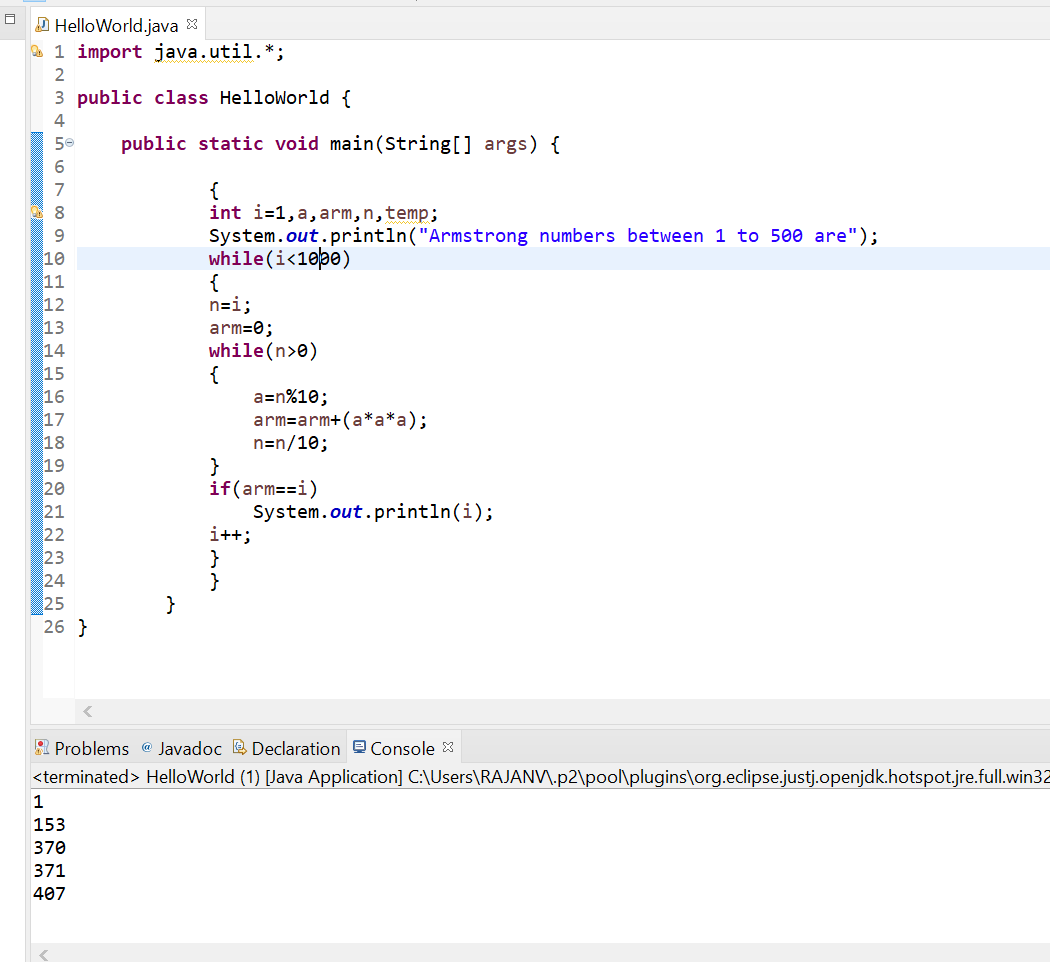 HelloWorld.java
1 import java.util.*;
2
3 public class HelloWorld {
4
5 public static void main(String[] args) {
6
7 {
8 int i=1,a,arm,n,temp;
9 System.out.println("Armstrong numbers between 1 to 500 are");
10 while(i<1000)
11 {
12 n=i;
13 arm=0;
14 while(n>0)
15 {
16 a=n%10;
17 arm=arm+(a*a*a);
18 n=n/10;
19 }
20 if(arm==i)
21 System.out.println(i);
22 i++;
23 }
24 }
25 }
26 }
Problems @ Javadoc Declaration Console
<terminated> HelloWorld (1) [Java Application] C:\Users\RAJANV\.p2\pool\plugins\org.eclipse.justj.openjdk.hotspot.jre.full.win32
1
153
370
371
407